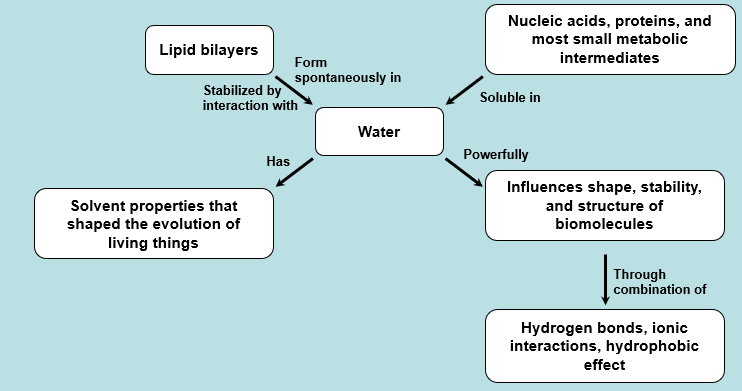 Lipid bilayers
Nucleic acids, proteins, and
most small metabolic
intermediates
Form
spontaneously in
Stabilized by
interaction with
Soluble in
Water
Has
Powerfully
Solvent properties that
shaped the evolution of
living things
Influences shape, stability,
and structure of
biomolecules
Through
combination of
Hydrogen bonds, ionic
interactions, hydrophobic
effect